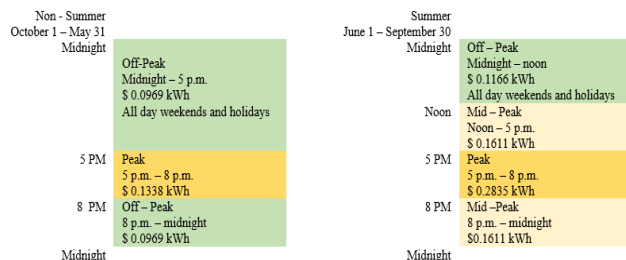 Non - Summer
October 1 – May 31
Midnight
Off-Peak
Midnight – 5 p.m.
$ 0.0969 kWh
All day weekends and holidays
5 PM
Peak
5 p.m. – 8 p.m.
$ 0.1338 kWh
8 PM
Off – Peak
8 p.m. – midnight
$ 0.0969 kWh
Midnight
Summer
June 1 – September 30
Midnight
Off – Peak
Midnight – noon
$ 0.1166 kWh
All day weekends and holidays
Noon
Mid – Peak
Noon – 5 p.m.
$ 0.1611 kWh
5 PM
Peak
5 p.m. – 8 p.m.
$ 0.2835 kWh
8 PM
Mid –Peak
8 p.m. – midnight
$0.1611 kWh
Midnight